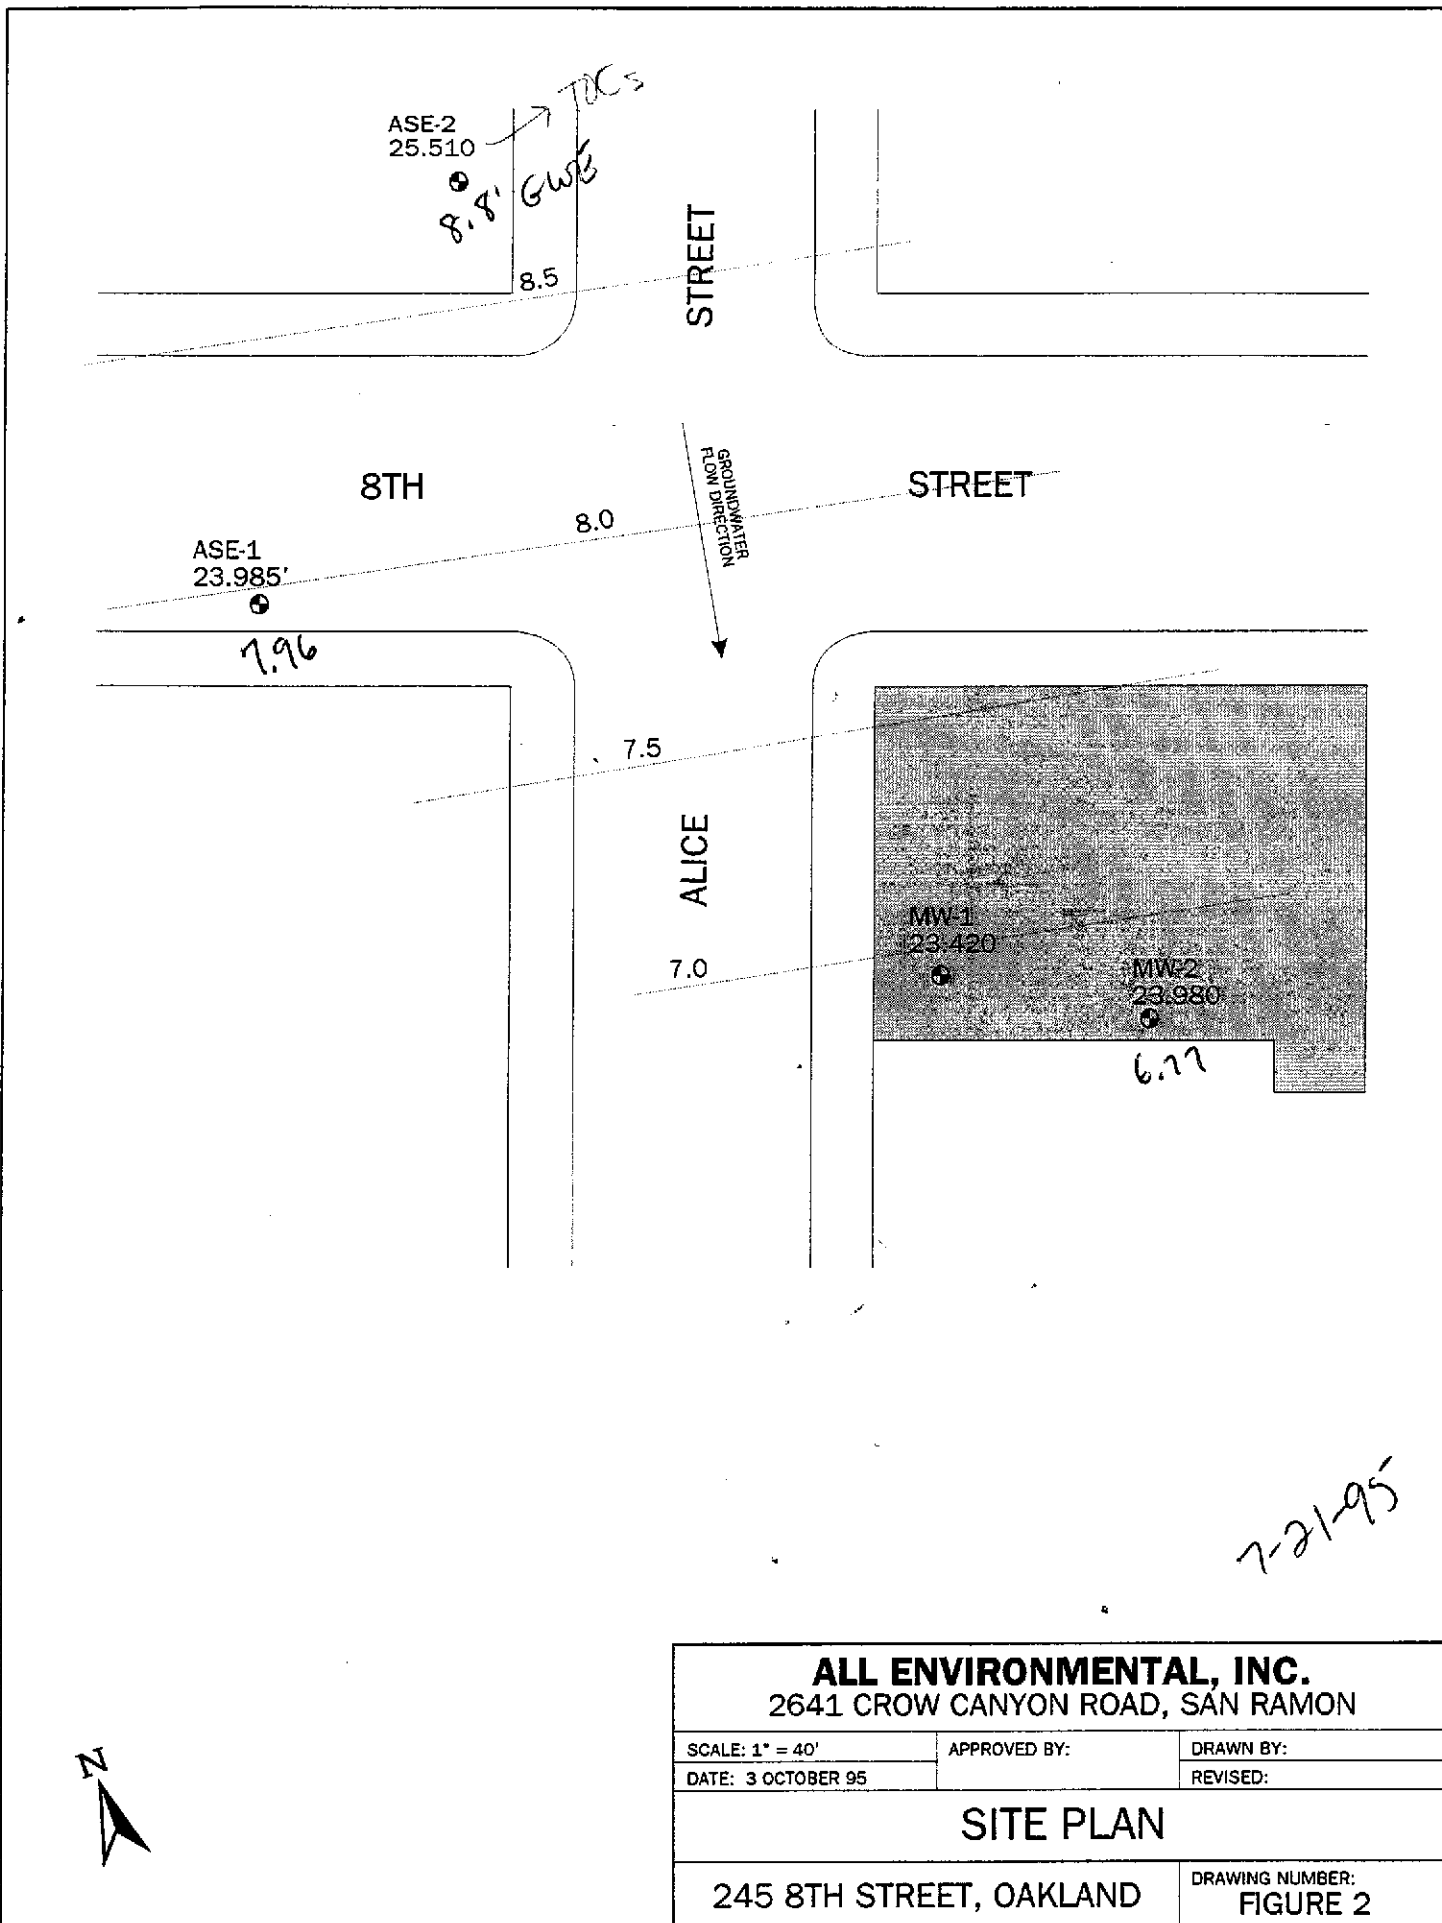 TOCs
ASE-2
25.510
8.8' GWE
8.5
STREET
GROUNDWATER
FLOW DIRECTION
8TH
STREET
8.0
ASE-1
23.985'
7.96
7.5
ALICE
MW-1
23.420
7.0
MW-2
23.980
6.77
7-21-95
N
ALL ENVIRONMENTAL, INC.
2641 CROW CANYON ROAD, SAN RAMON
SCALE: 1" = 40'
APPROVED BY:
DRAWN BY:
DATE: 3 OCTOBER 95
REVISED:
SITE PLAN
245 8TH STREET, OAKLAND
DRAWING NUMBER:
FIGURE 2